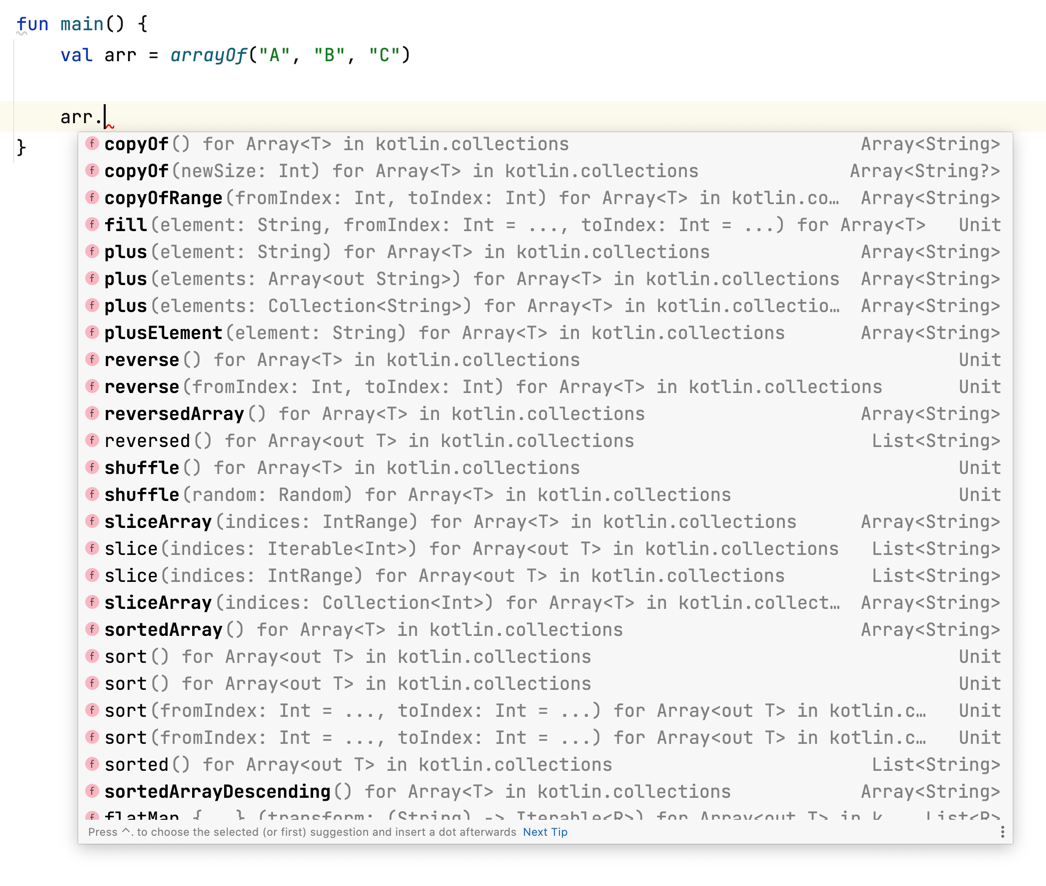 fun main() {
val arr = arrayOf("A", "B", "C")
arr.
}
f copyOf() for Array<T> in kotlin.collections Array<String>
f copyOf(newSize: Int) for Array<T> in kotlin.collections Array<String?>
f copyOfRange(fromIndex: Int, toIndex: Int) for Array<T> in kotlin.co… Array<String>
f fill(element: String, fromIndex: Int = ..., toIndex: Int = ...) for Array<T> Unit
f plus(element: String) for Array<T> in kotlin.collections Array<String>
f plus(elements: Array<out String>) for Array<T> in kotlin.collections Array<String>
f plus(elements: Collection<String>) for Array<T> in kotlin.collectio… Array<String>
f plusElement(element: String) for Array<T> in kotlin.collections Array<String>
f reverse() for Array<T> in kotlin.collections Unit
f reverse(fromIndex: Int, toIndex: Int) for Array<T> in kotlin.collections Unit
f reversedArray() for Array<T> in kotlin.collections Array<String>
f reversed() for Array<out T> in kotlin.collections List<String>
f shuffle() for Array<T> in kotlin.collections Unit
f shuffle(random: Random) for Array<T> in kotlin.collections Unit
f sliceArray(indices: IntRange) for Array<T> in kotlin.collections Array<String>
f slice(indices: Iterable<Int>) for Array<out T> in kotlin.collections List<String>
f slice(indices: IntRange) for Array<out T> in kotlin.collections List<String>
f sliceArray(indices: Collection<Int>) for Array<T> in kotlin.collect… Array<String>
f sortedArray() for Array<T> in kotlin.collections Array<String>
f sort() for Array<out T> in kotlin.collections Unit
f sort() for Array<out T> in kotlin.collections Unit
f sort(fromIndex: Int = ..., toIndex: Int = ...) for Array<out T> in kotlin.c… Unit
f sort(fromIndex: Int = ..., toIndex: Int = ...) for Array<out T> in kotlin.c… Unit
f sorted() for Array<out T> in kotlin.collections List<String>
f sortedArrayDescending() for Array<T> in kotlin.collections Array<String>
f flatMap {...} (transform: (String) -> Iterable<R>) for Array<out T> in k… List<R>
Press ^. to choose the selected (or first) suggestion and insert a dot afterwards Next Tip